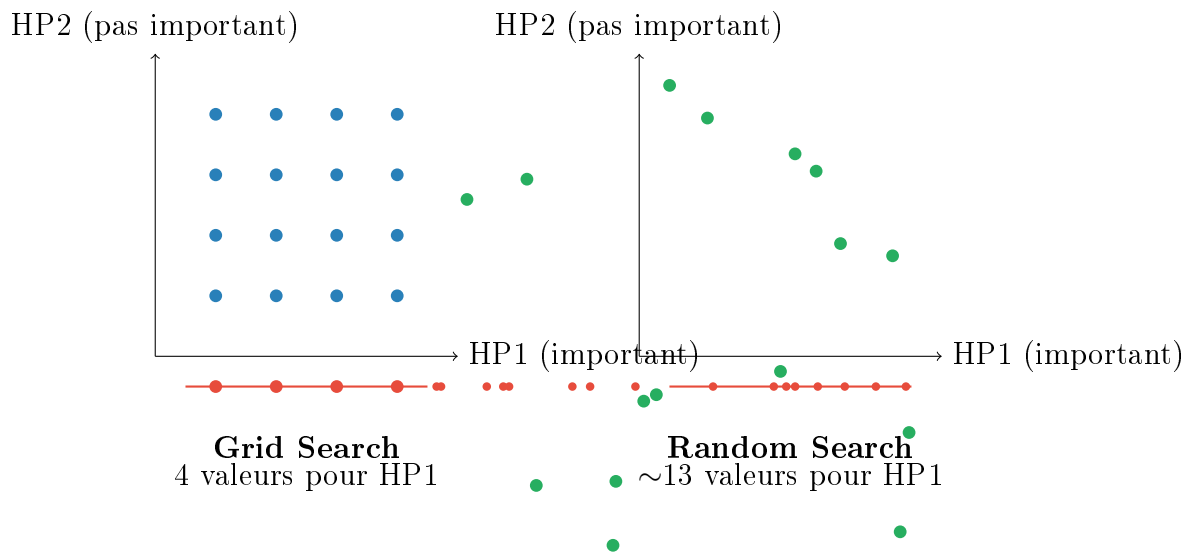 HP2 (pas important)
HP2 (pas important)
HP1 (important)
HP1 (important)
Grid Search
4 valeurs pour HP1
Random Search
~13 valeurs pour HP1